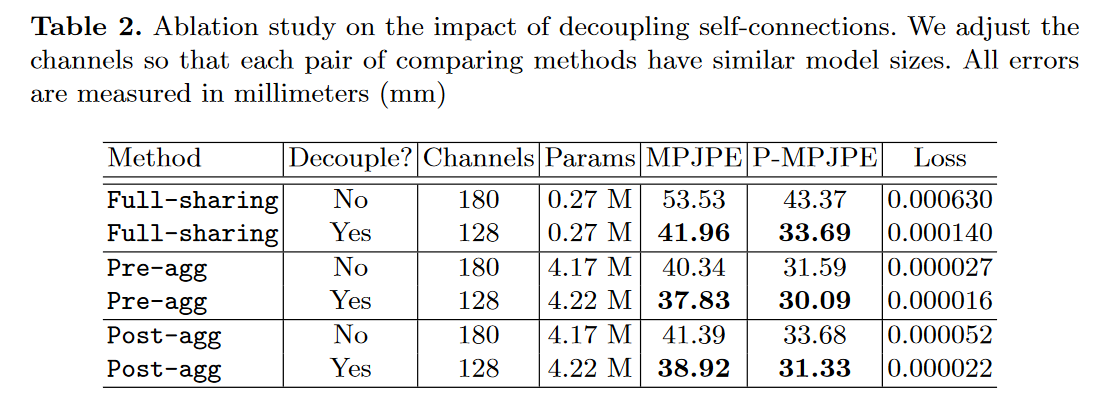 Table 2. Ablation study on the impact of decoupling self-connections. We adjust the
channels so that each pair of comparing methods have similar model sizes. All errors
are measured in millimeters (mm)
Method Decouple? Channels Params MPJPE P-MPJPE Loss
Full-sharing No 180 0.27 M 53.53 43.37 0.000630
Full-sharing Yes 128 0.27 M 41.96 33.69 0.000140
Pre-agg No 180 4.17 M 40.34 31.59 0.000027
Pre-agg Yes 128 4.22 M 37.83 30.09 0.000016
Post-agg No 180 4.17 M 41.39 33.68 0.000052
Post-agg Yes 128 4.22 M 38.92 31.33 0.000022